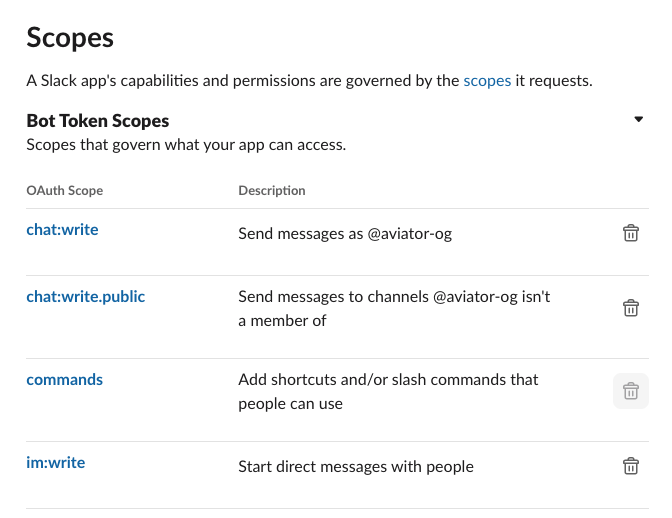 Scopes
A Slack app's capabilities and permissions are governed by the scopes it requests.
Bot Token Scopes
Scopes that govern what your app can access.
OAuth Scope Description
chat:write Send messages as @aviator-og
chat:write.public Send messages to channels @aviator-og isn't
a member of
commands Add shortcuts and/or slash commands that
people can use
im:write Start direct messages with people